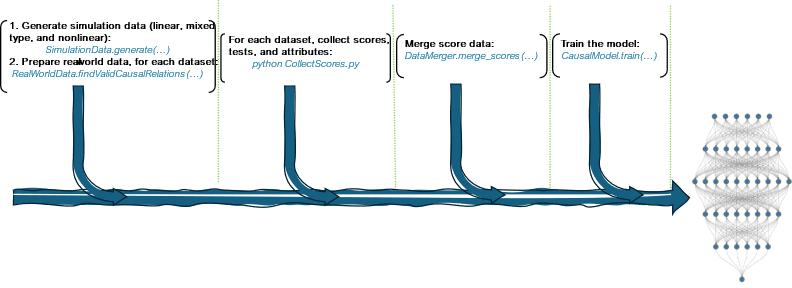 1. Generate simulation data (linear, mixed
type, and nonlinear):
SimulationData.generate(…)
2. Prepare realworld data, for each dataset:
RealWorldData.findValidCausalRelations(…)
For each dataset, collect scores,
tests, and attributes:
python CollectScores.py
Merge score data:
DataMerger.merge_scores(…)
Train the model:
CausalModel.train(…)